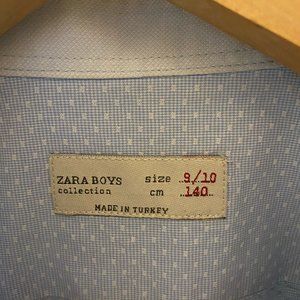 ZARA BOYS size 9/10
collection cm 140
MADE IN TURKEY